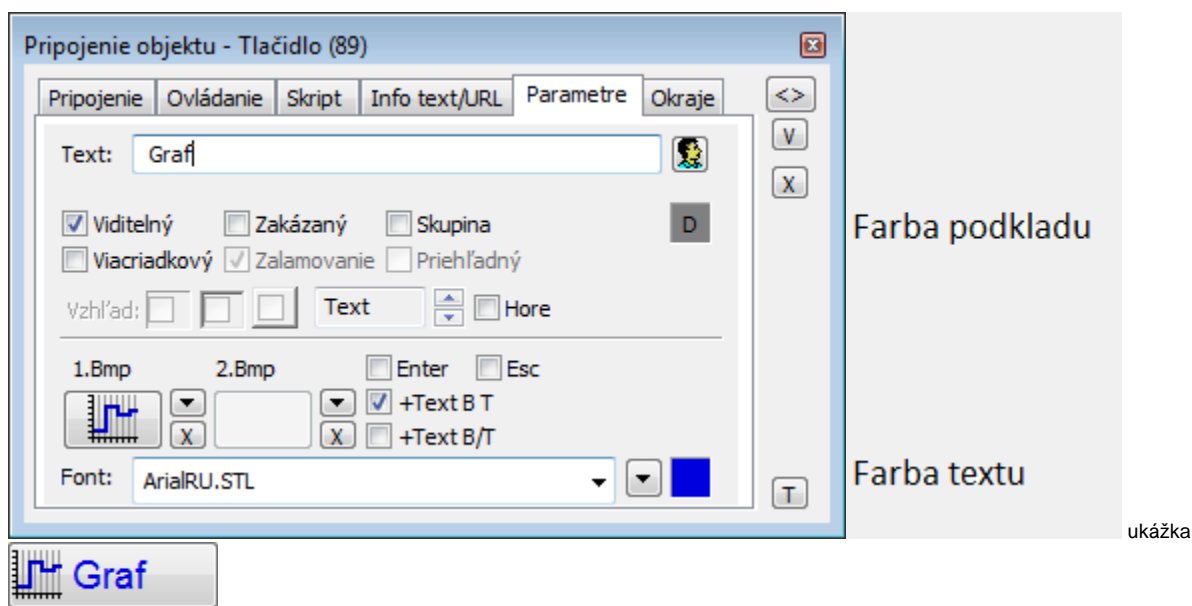 Pripojenie objektu - Tlačidlo (89)
Pripojenie Ovládanie Skript Info text/URL Parametre Okraje <>
V
Text: Graf
X
Viditelný Zakázaný Skupina D Farba podkladu
Viacriadkový Zalamovanie Priehľadný
Vzhľad: Text Hore
1.Bmp 2.Bmp Enter Esc
+Text B T
X X +Text B/T
Font: ArialRU.STL Farba textu
T
ukážka
Graf